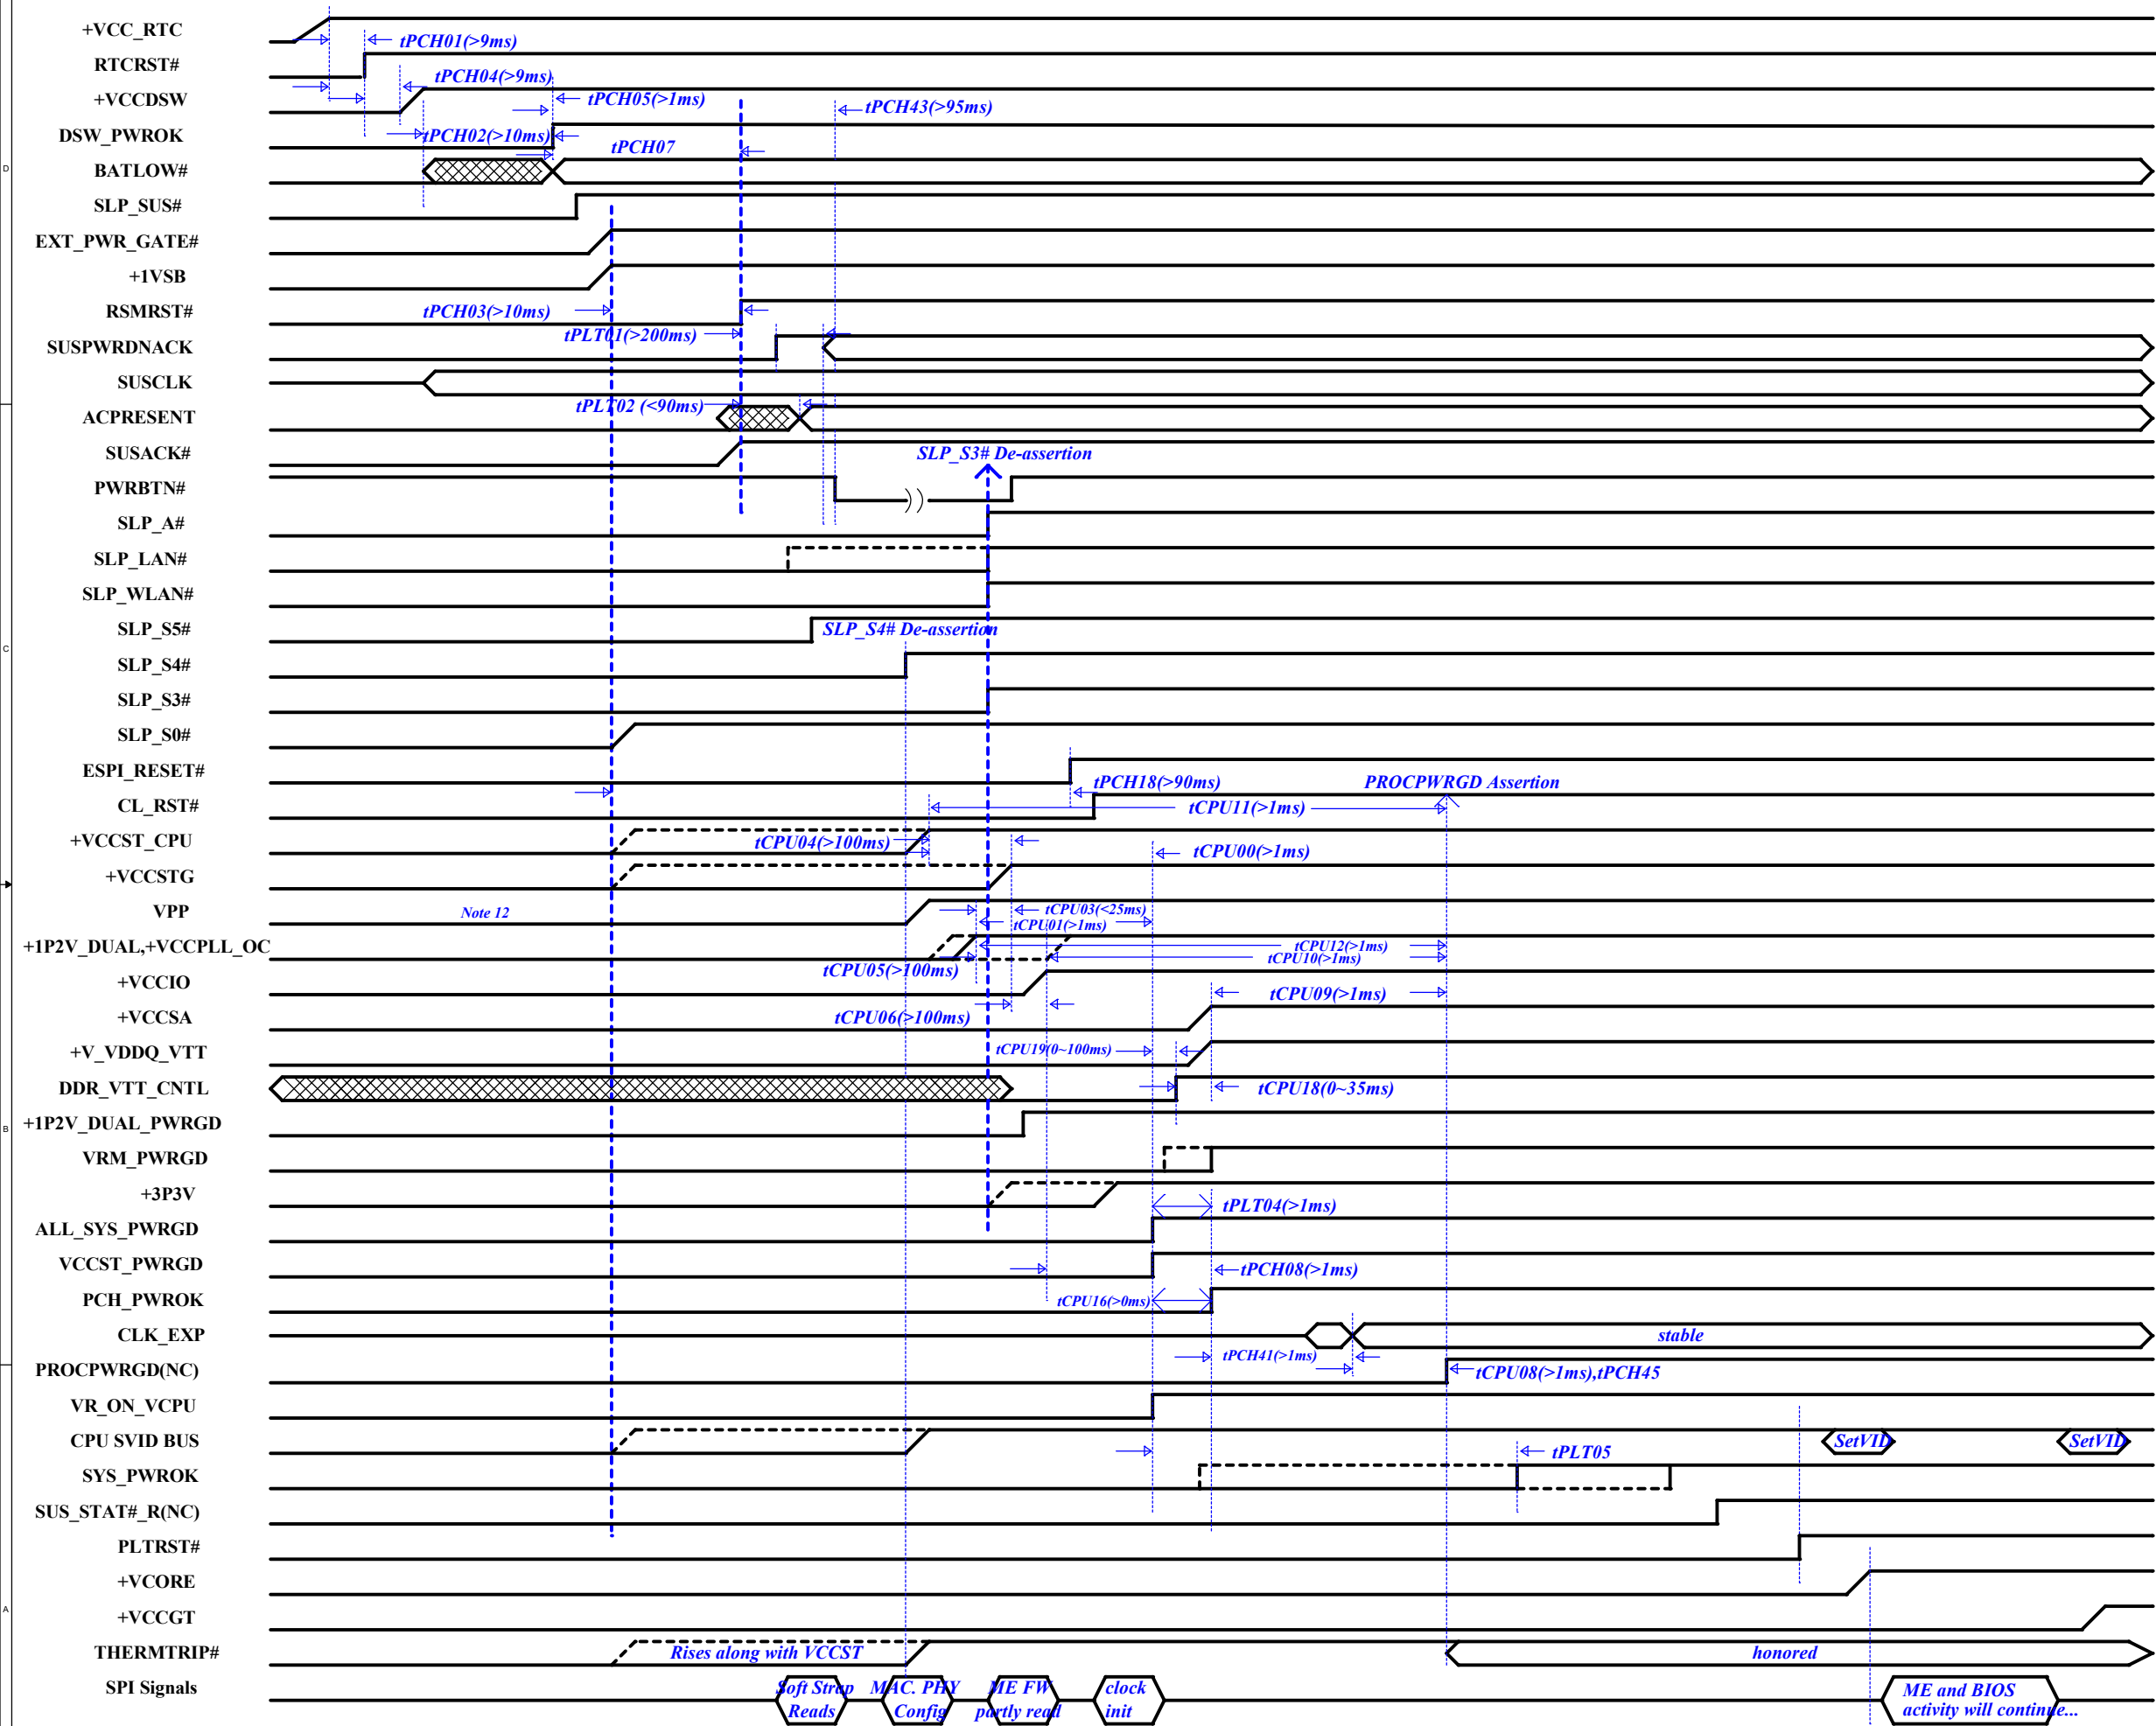 +VCC_RTC
tPCH01(>9ms)
RTCRST#
tPCH04(>9ms)
+VCCDSW
tPCH05(>1ms)
tPCH43(>95ms)
DSW_PWROK
tPCH02(>10ms)
tPCH07
D
BATLOW#
SLP_SUS#
EXT_PWR_GATE#
+1VSB
RSMRST#
tPCH03(>10ms)
tPLT01(>200ms)
SUSPWRDNACK
SUSCLK
tPLT02 (<90ms)
ACPRESENT
SUSACK#
SLP_S3# De-assertion
PWRBTN#
SLP_A#
SLP_LAN#
SLP_WLAN#
SLP_S5#
SLP_S4# De-assertion
C
SLP_S4#
SLP_S3#
SLP_S0#
ESPI_RESET#
tPCH18(>90ms)
PROCPWRGD Assertion
CL_RST#
tCPU11(>1ms)
+VCCST_CPU
tCPU04(>100ms)
tCPU00(>1ms)
+VCCSTG
VPP
Note 12
tCPU03(<25ms)
tCPU01(>1ms)
+1P2V_DUAL,+VCCPLL_OC
tCPU12(>1ms)
tCPU10(>1ms)
tCPU05(>100ms)
+VCCIO
tCPU09(>1ms)
+VCCSA
tCPU06(>100ms)
+V_VDDQ_VTT
tCPU19(0~100ms)
DDR_VTT_CNTL
tCPU18(0~35ms)
+1P2V_DUAL_PWRGD
B
VRM_PWRGD
+3P3V
tPLT04(>1ms)
ALL_SYS_PWRGD
VCCST_PWRGD
tPCH08(>1ms)
PCH_PWROK
tCPU16(>0ms)
CLK_EXP
stable
tPCH41(>1ms)
PROCPWRGD(NC)
tCPU08(>1ms),tPCH45
VR_ON_VCPU
CPU SVID BUS
SetVID
SetVID
tPLT05
SYS_PWROK
SUS_STAT#_R(NC)
PLTRST#
+VCORE
A
+VCCGT
THERMTRIP#
Rises along with VCCST
honored
SPI Signals
Soft Strap
Reads
MAC. PHY
Config
ME FW
partly read
clock
init
ME and BIOS
activity will continue...